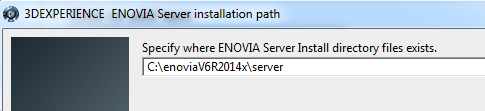 3DEXPERIENCE ENOVIA Server installation path
Specify where ENOVIA Server Install directory files exists.
C:\enoviaV6R2014x\server